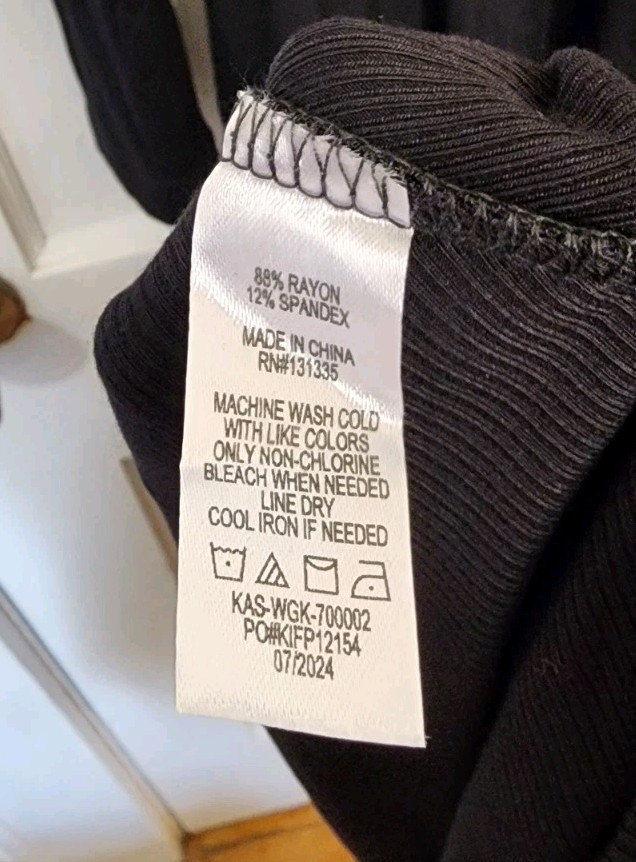 88% RAYON
12% SPANDEX
MADE IN CHINA
RN#131335
MACHINE WASH COLD
WITH LIKE COLORS
ONLY NON-CHLORINE
BLEACH WHEN NEEDED
LINE DRY
COOL IRON IF NEEDED
KAS-WGK-700002
PO#KIFP12154
07/2024